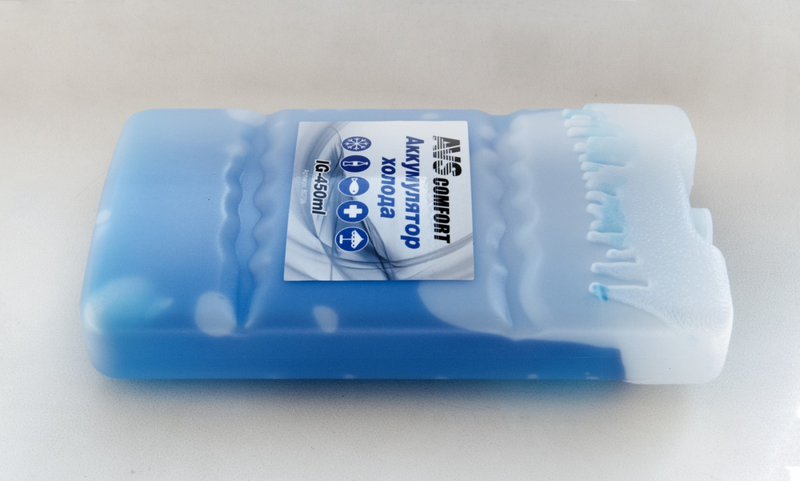 AVS COMFORT
Аккумулятор
холода
IG-450ml